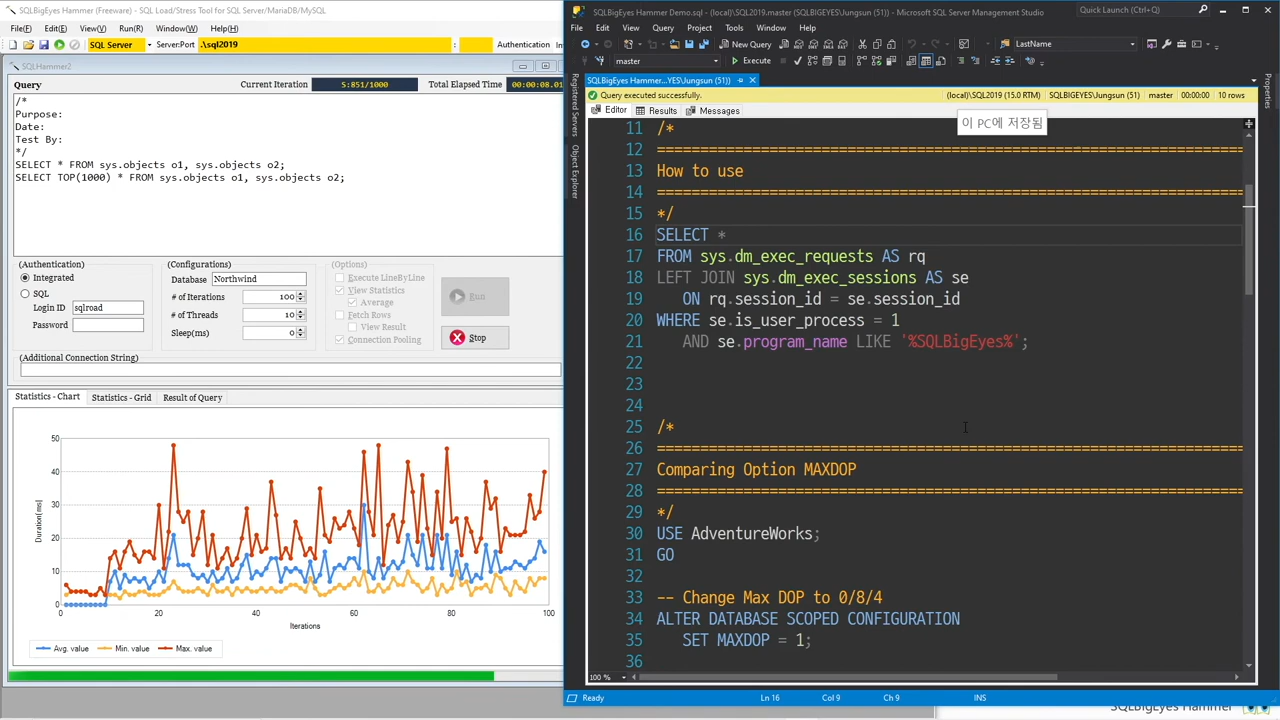 SQLBigEyes Hammer (Freeware) - SQL Load/Stress Tool for SQL Server/MariaDB/MySQL
File(F) Edit(E) View(V) Run(R) Help(H)
SQL Server Server:Port .\sql2019 Authentication
SQLHammer2
Query Current Iteration S:851/1000 Total Elapsed Time 00:00:08.01
/*
Purpose:
Date:
Test By:
*/
SELECT * FROM sys.objects o1, sys.objects o2;
SELECT TOP(1000) * FROM sys.objects o1, sys.objects o2;
(Authentication)
Integrated
SQL
Login ID sqlroad
Password
(Configurations)
Database Northwind
# of Iterations 100
# of Threads 10
Sleep(ms) 0
(Options)
Execute LineByLine
View Statistics
Average
Fetch Rows
View Result
Connection Pooling
Run
Stop
(Additional Connection String)
Statistics - Chart Statistics - Grid Result of Query
Duration[ms]
50
40
30
20
10
0
0 20 40 60 80 100
Iterations
Avg. value Min. value Max. value
SQLBigEyes Hammer Demo.sql - (local)\SQL2019.master (SQLBIGEYES\Jungsun (51)) - Microsoft SQL Server Management Studio
Quick Launch (Ctrl+Q)
File Edit View Query Project Tools Window Help
New Query LastName
master Execute
Registered Servers
Object Explorer
Properties
SQLBigEyes Hammer...YES\Jungsun (51))
Query executed successfully. (local)\SQL2019 (15.0 RTM) SQLBIGEYES\Jungsun (51) master 00:00:00 10 rows
Editor Results Messages
이 PC에 저장됨
11 /*
12 ====================================================================
13 How to use
14 ====================================================================
15 */
16 SELECT *
17 FROM sys.dm_exec_requests AS rq
18 LEFT JOIN sys.dm_exec_sessions AS se
19 ON rq.session_id = se.session_id
20 WHERE se.is_user_process = 1
21 AND se.program_name LIKE '%SQLBigEyes%';
22
23
24
25 /*
26 ====================================================================
27 Comparing Option MAXDOP
28 ====================================================================
29 */
30 USE AdventureWorks;
31 GO
32
33 -- Change Max DOP to 0/8/4
34 ALTER DATABASE SCOPED CONFIGURATION
35 SET MAXDOP = 1;
36
100 %
Ready Ln 16 Col 9 Ch 9 INS
SQLBigEyes Hammer